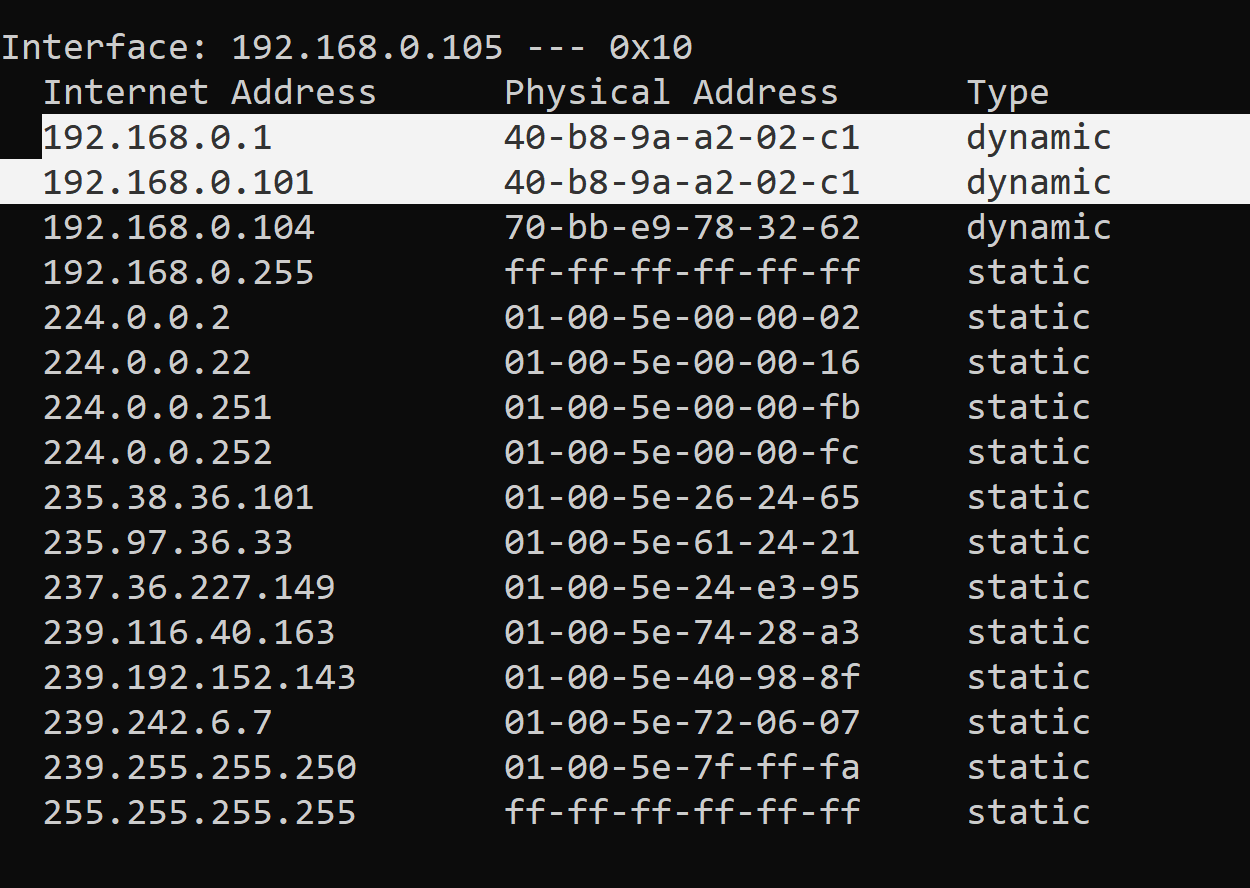 Interface: 192.168.0.105 --- 0x10
Internet Address Physical Address Type
192.168.0.1 40-b8-9a-a2-02-c1 dynamic
192.168.0.101 40-b8-9a-a2-02-c1 dynamic
192.168.0.104 70-bb-e9-78-32-62 dynamic
192.168.0.255 ff-ff-ff-ff-ff-ff static
224.0.0.2 01-00-5e-00-00-02 static
224.0.0.22 01-00-5e-00-00-16 static
224.0.0.251 01-00-5e-00-00-fb static
224.0.0.252 01-00-5e-00-00-fc static
235.38.36.101 01-00-5e-26-24-65 static
235.97.36.33 01-00-5e-61-24-21 static
237.36.227.149 01-00-5e-24-e3-95 static
239.116.40.163 01-00-5e-74-28-a3 static
239.192.152.143 01-00-5e-40-98-8f static
239.242.6.7 01-00-5e-72-06-07 static
239.255.255.250 01-00-5e-7f-ff-fa static
255.255.255.255 ff-ff-ff-ff-ff-ff static